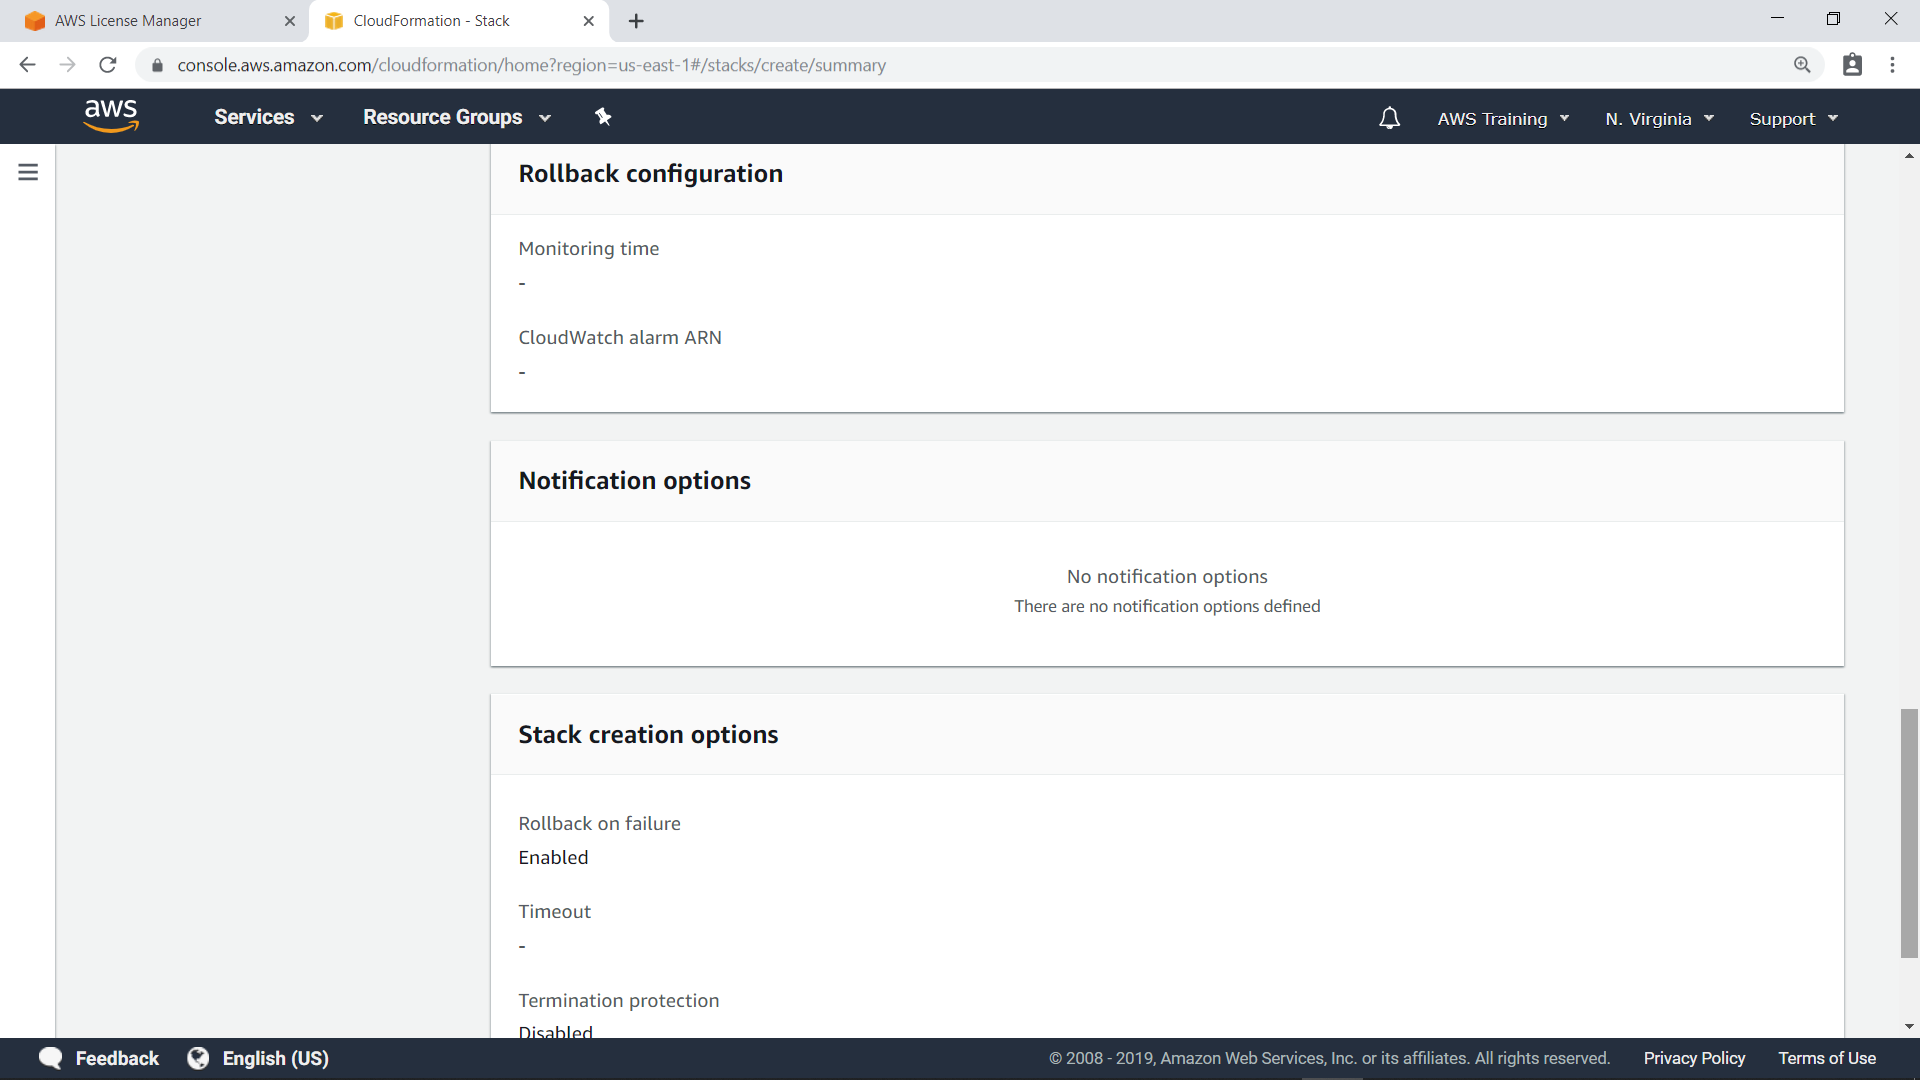 AWS License Manager
CloudFormation - Stack
console.aws.amazon.com/cloudformation/home?region=us-east-1#/stacks/create/summary
aws
Services
Resource Groups
AWS Training
N. Virginia
Support
Rollback configuration
Monitoring time
-
CloudWatch alarm ARN
-
Notification options
No notification options
There are no notification options defined
Stack creation options
Rollback on failure
Enabled
Timeout
-
Termination protection
Disabled
Feedback
English (US)
© 2008 - 2019, Amazon Web Services, Inc. or its affiliates. All rights reserved.
Privacy Policy
Terms of Use